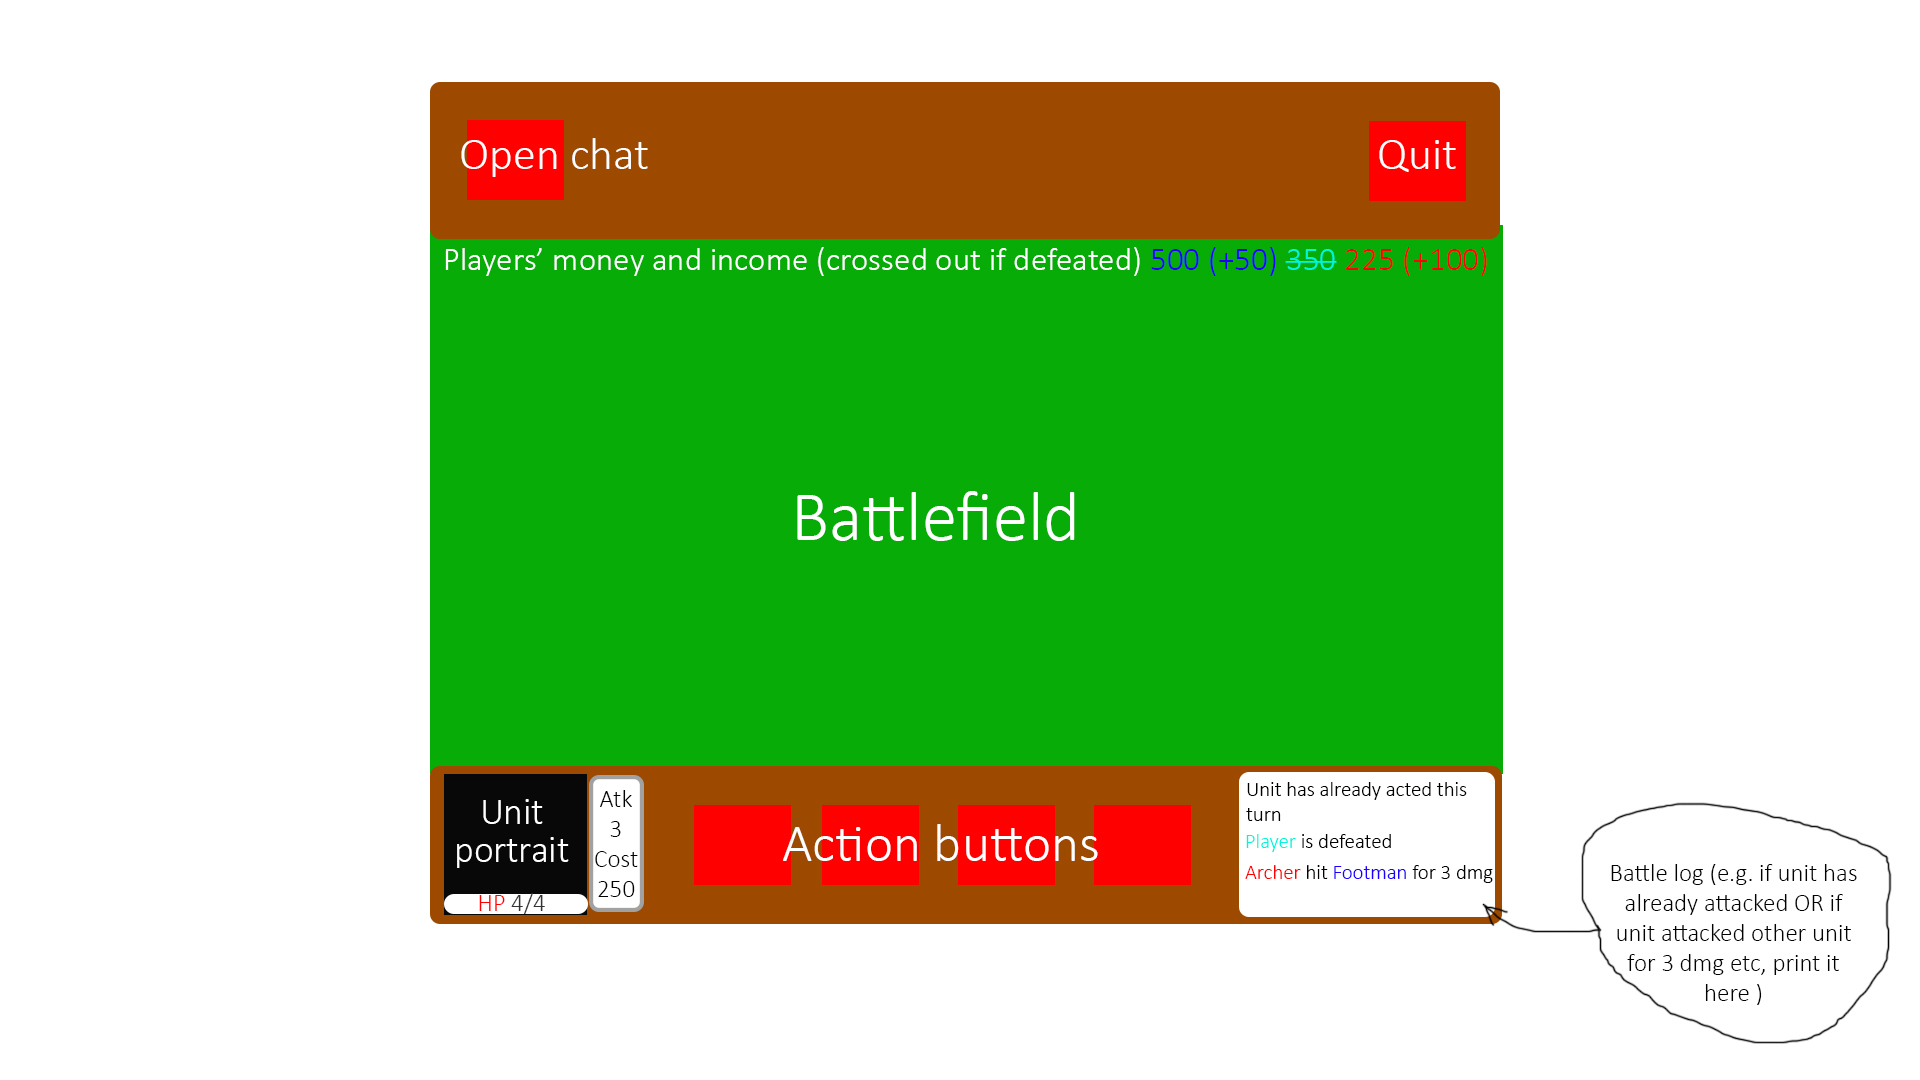 Open chat
Quit
Players’ money and income (crossed out if defeated) 500 (+50) 350 225 (+100)
Battlefield
Unit
portrait
HP 4/4
Atk
3
Cost
250
Action buttons
Unit has already acted this
turn
Player is defeated
Archer hit Footman for 3 dmg
Battle log (e.g. if unit has
already attacked OR if
unit attacked other unit
for 3 dmg etc, print it
here )